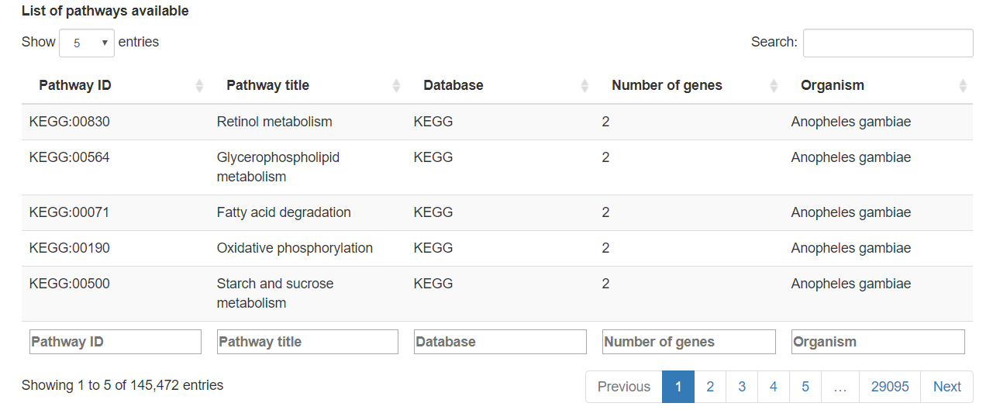 List of pathways available
Show 5 entries Search:
Pathway ID Pathway title Database Number of genes Organism
KEGG:00830 Retinol metabolism KEGG 2 Anopheles gambiae
KEGG:00564 Glycerophospholipid KEGG 2 Anopheles gambiae
metabolism
KEGG:00071 Fatty acid degradation KEGG 2 Anopheles gambiae
KEGG:00190 Oxidative phosphorylation KEGG 2 Anopheles gambiae
KEGG:00500 Starch and sucrose KEGG 2 Anopheles gambiae
metabolism
Pathway ID Pathway title Database Number of genes Organism
Showing 1 to 5 of 145,472 entries Previous 1 2 3 4 5 ... 29095 Next